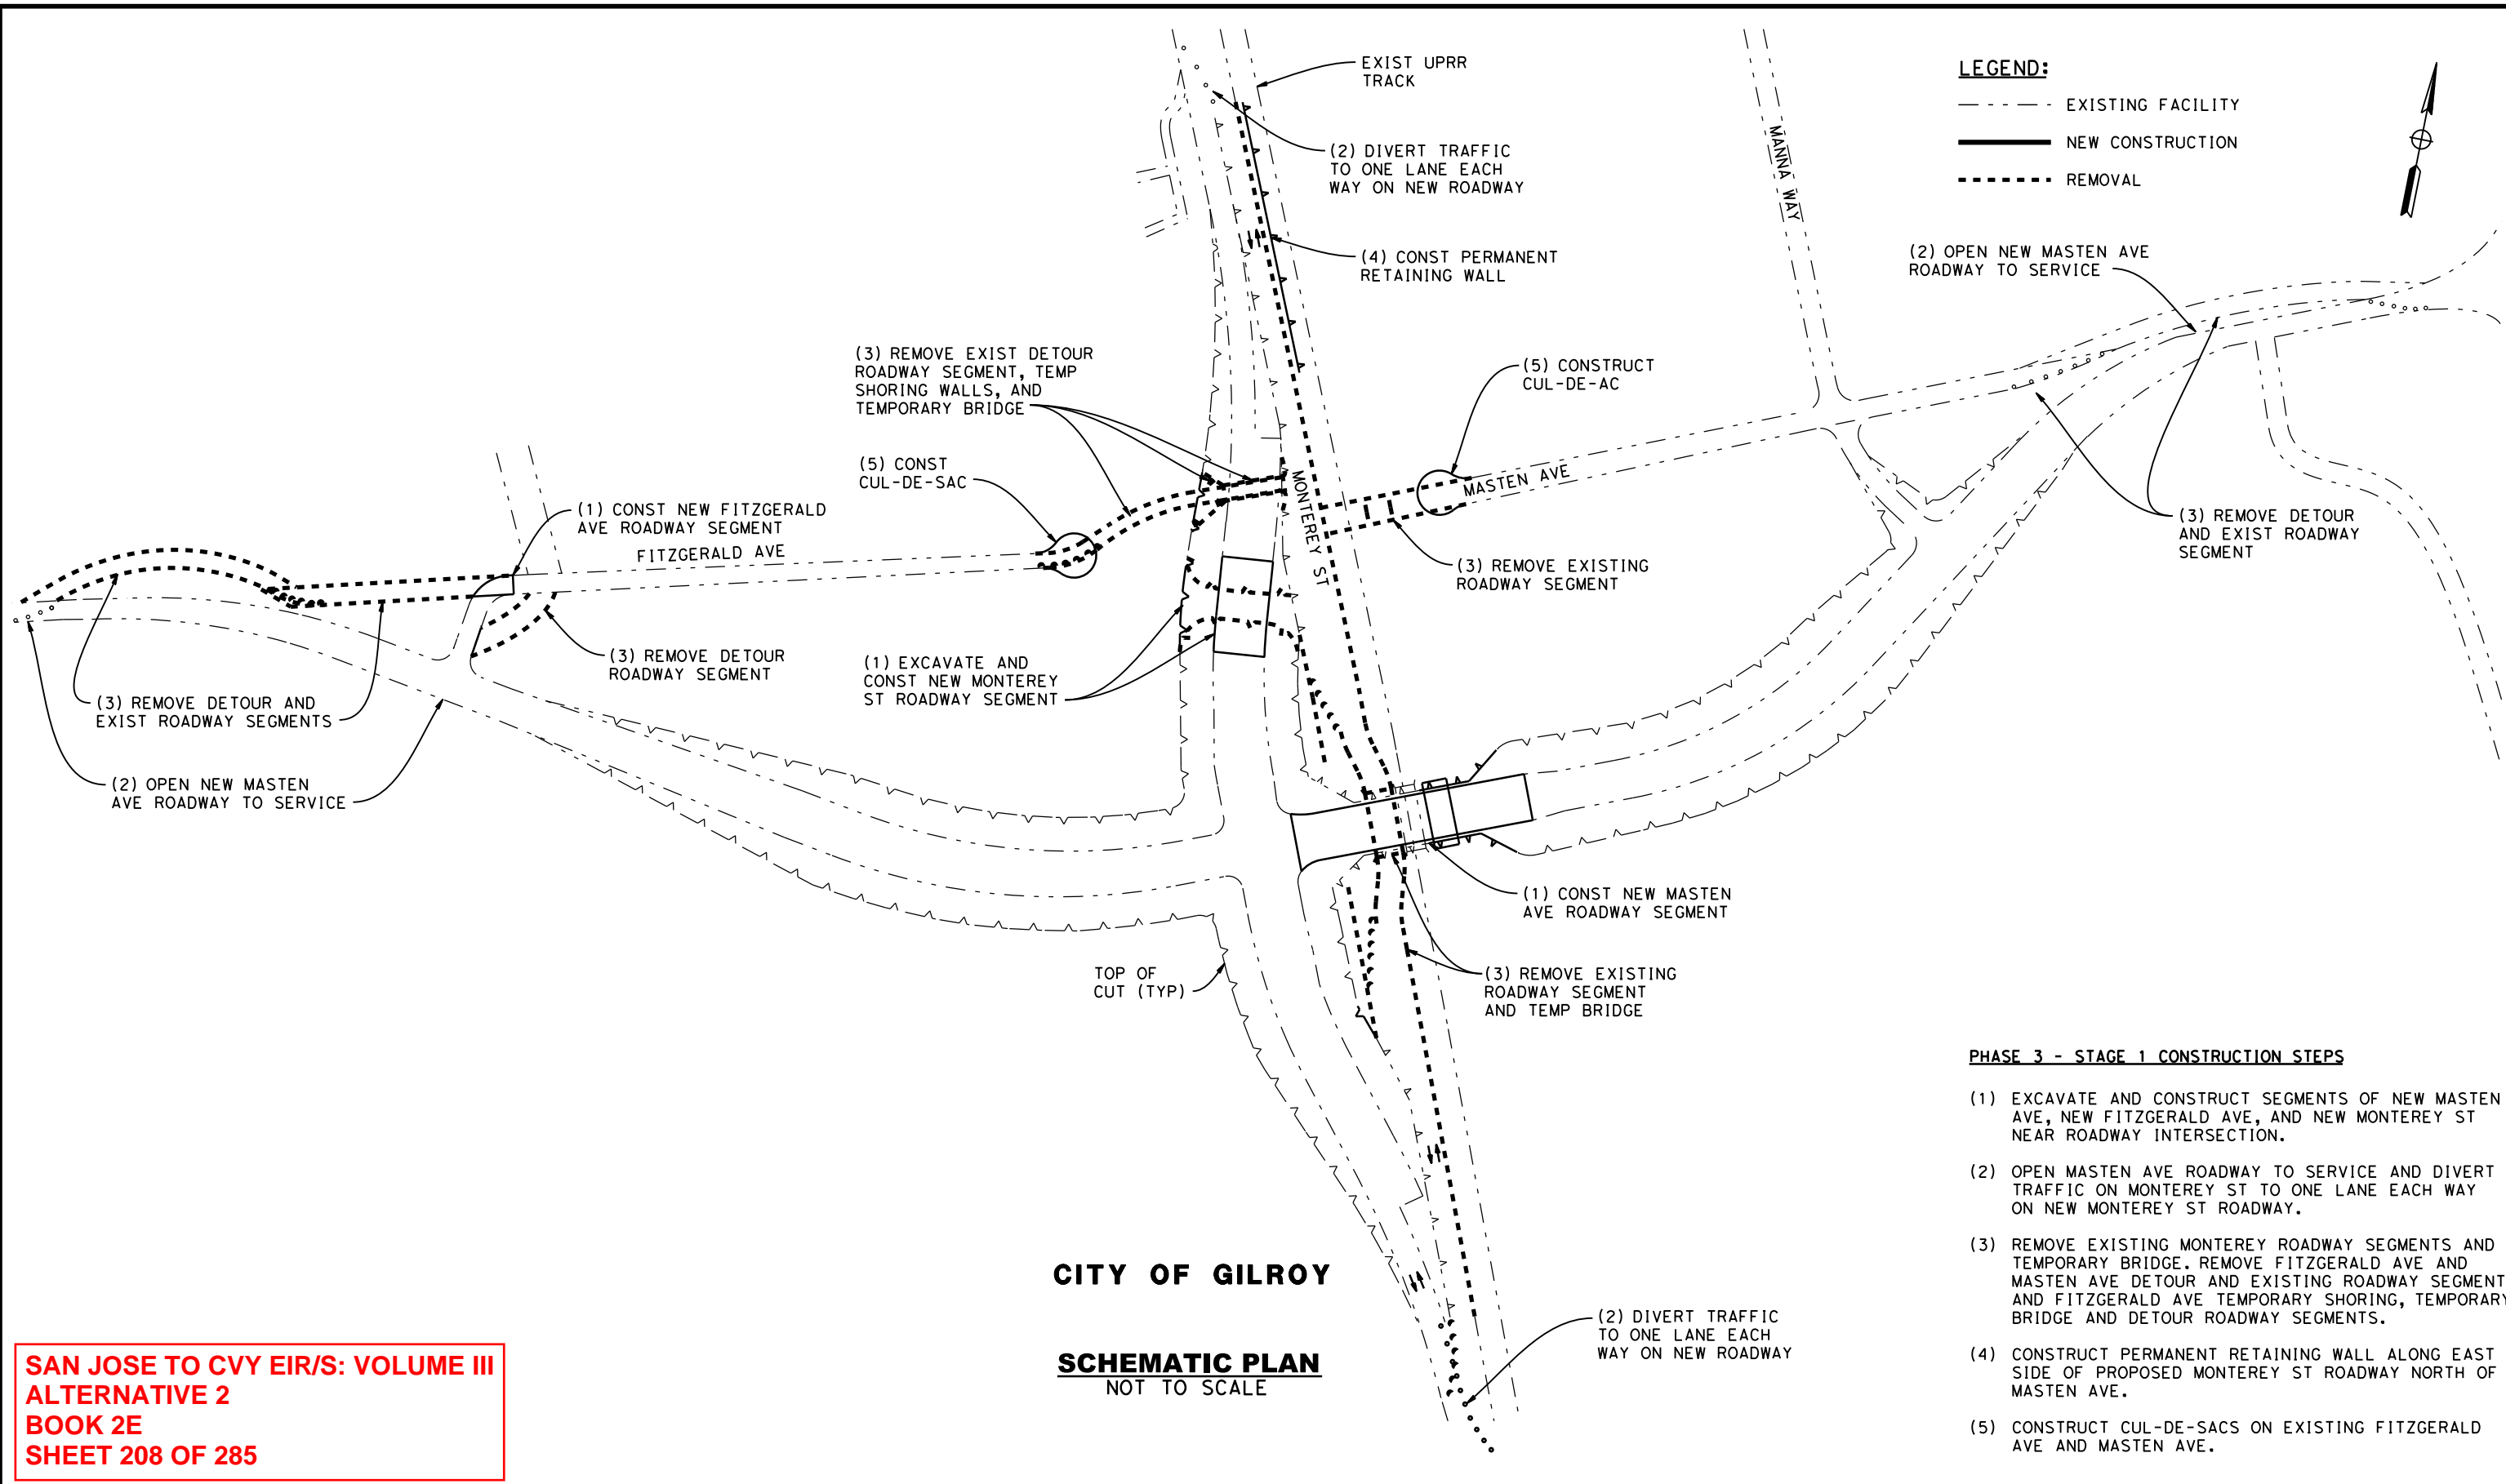 EXIST UPRR
TRACK
(2) DIVERT TRAFFIC
TO ONE LANE EACH
WAY ON NEW ROADWAY
(4) CONST PERMANENT
RETAINING WALL
MANNA WAY
LEGEND:
EXISTING FACILITY
NEW CONSTRUCTION
REMOVAL
(2) OPEN NEW MASTEN AVE
ROADWAY TO SERVICE
(3) REMOVE EXIST DETOUR
ROADWAY SEGMENT, TEMP
SHORING WALLS, AND
TEMPORARY BRIDGE
(5) CONSTRUCT
CUL-DE-AC
(5) CONST
CUL-DE-SAC
MONTEREY ST
MASTEN AVE
(1) CONST NEW FITZGERALD
AVE ROADWAY SEGMENT
FITZGERALD AVE
(3) REMOVE DETOUR
AND EXIST ROADWAY
SEGMENT
(3) REMOVE EXISTING
ROADWAY SEGMENT
(3) REMOVE DETOUR
ROADWAY SEGMENT
(1) EXCAVATE AND
CONST NEW MONTEREY
ST ROADWAY SEGMENT
(3) REMOVE DETOUR AND
EXIST ROADWAY SEGMENTS
(2) OPEN NEW MASTEN
AVE ROADWAY TO SERVICE
(1) CONST NEW MASTEN
AVE ROADWAY SEGMENT
TOP OF
CUT (TYP)
(3) REMOVE EXISTING
ROADWAY SEGMENT
AND TEMP BRIDGE
PHASE 3 - STAGE 1 CONSTRUCTION STEPS
(1) EXCAVATE AND CONSTRUCT SEGMENTS OF NEW MASTEN
AVE, NEW FITZGERALD AVE, AND NEW MONTEREY ST
NEAR ROADWAY INTERSECTION.
(2) OPEN MASTEN AVE ROADWAY TO SERVICE AND DIVERT
TRAFFIC ON MONTEREY ST TO ONE LANE EACH WAY
ON NEW MONTEREY ST ROADWAY.
(3) REMOVE EXISTING MONTEREY ROADWAY SEGMENTS AND
TEMPORARY BRIDGE. REMOVE FITZGERALD AVE AND
MASTEN AVE DETOUR AND EXISTING ROADWAY SEGMENT
AND FITZGERALD AVE TEMPORARY SHORING, TEMPORARY
BRIDGE AND DETOUR ROADWAY SEGMENTS.
(4) CONSTRUCT PERMANENT RETAINING WALL ALONG EAST
SIDE OF PROPOSED MONTEREY ST ROADWAY NORTH OF
MASTEN AVE.
(5) CONSTRUCT CUL-DE-SACS ON EXISTING FITZGERALD
AVE AND MASTEN AVE.
CITY OF GILROY
SCHEMATIC PLAN
NOT TO SCALE
(2) DIVERT TRAFFIC
TO ONE LANE EACH
WAY ON NEW ROADWAY
SAN JOSE TO CVY EIR/S: VOLUME III
ALTERNATIVE 2
BOOK 2E
SHEET 208 OF 285